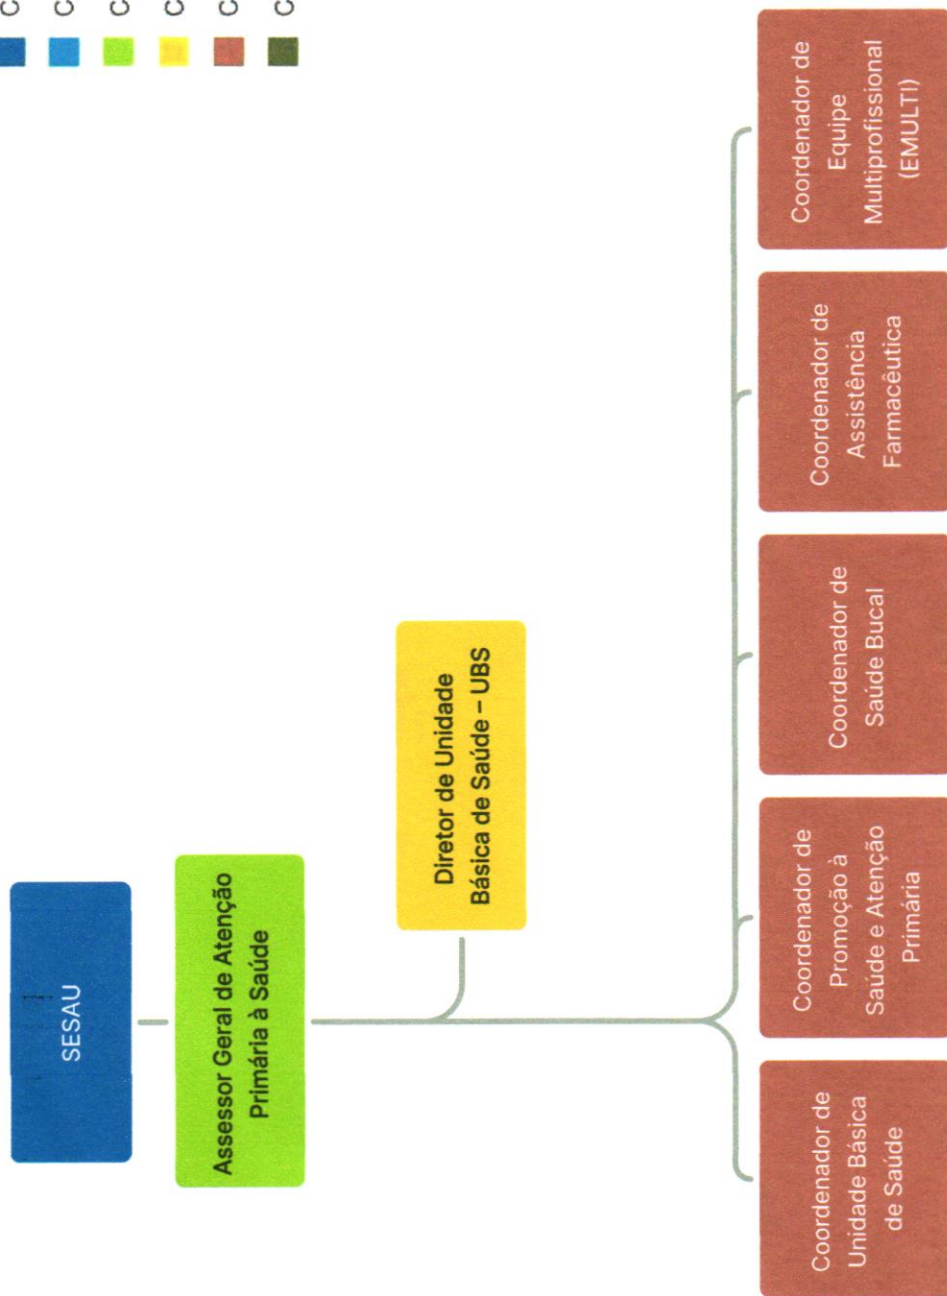 C
C
C
C
C
C
SESAU
Assessor Geral de Atenção
Primária à Saúde
Diretor de Unidade
Básica de Saúde – UBS
Coordenador de
Unidade Básica
de Saúde
Coordenador de
Promoção à
Saúde e Atenção
Primária
Coordenador de
Saúde Bucal
Coordenador de
Assistência
Farmacêutica
Coordenador de
Equipe
Multiprofissional
(EMULTI)